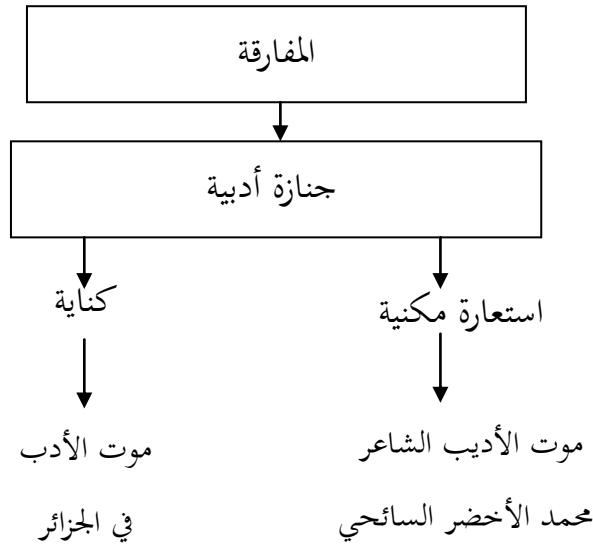 المفارقة
جنازة أدبية
استعارة مكنية
كناية
موت الأديب الشاعر
محمد الأخضر السائحي
موت الأدب
في الجزائر